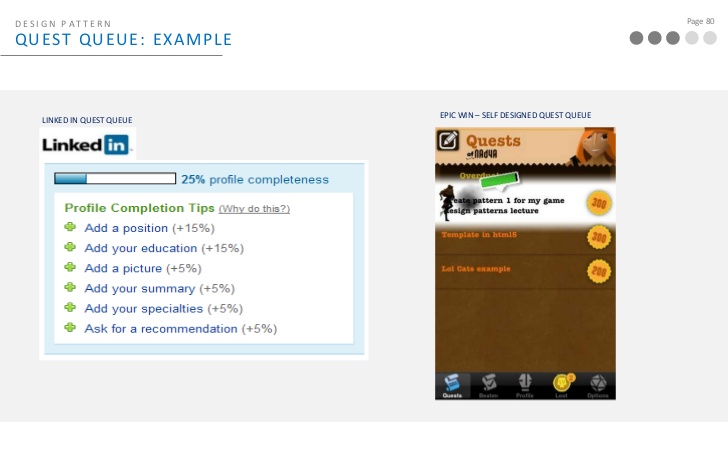 DESIGN PATTERN
QUEST QUEUE: EXAMPLE
Page 80
LINKED IN QUEST QUEUE
Linked in
25% profile completeness
Profile Completion Tips (Why do this?)
Add a position (+15%)
Add your education (+15%)
Add a picture (+5%)
Add your summary (+5%)
Add your specialties (+5%)
Ask for a recommendation (+5%)
EPIC WIN – SELF DESIGNED QUEST QUEUE
Quests
of NADYA
pattern 1 for my game
design patterns lecture
300
Template in html5
300
Lol Cats example
200
Quests
Profile
Loot
Options